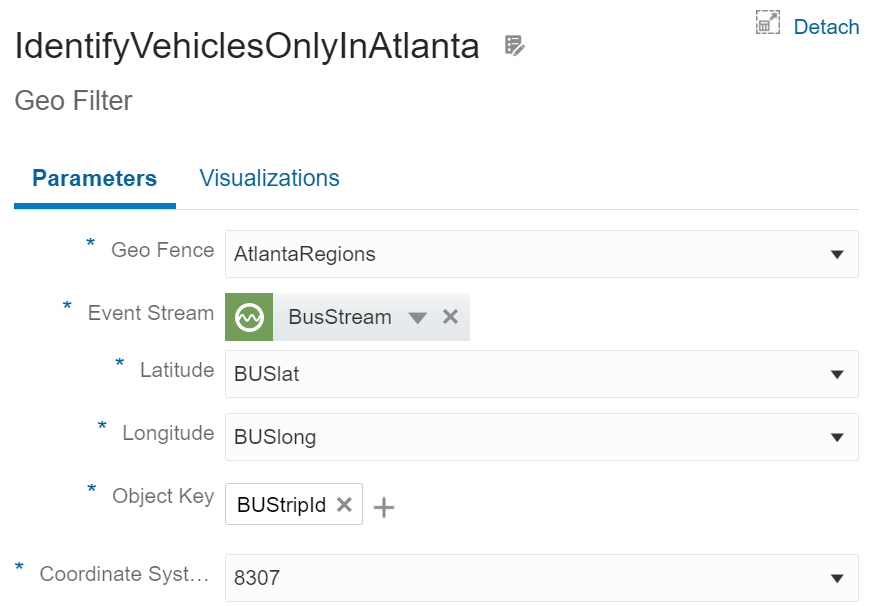 Detach
IdentifyVehiclesOnlyInAtlanta
Geo Filter
Parameters Visualizations
* Geo Fence AtlantaRegions
* Event Stream BusStream
* Latitude BUSlat
* Longitude BUSlong
* Object Key BUStripId
* Coordinate Syst... 8307